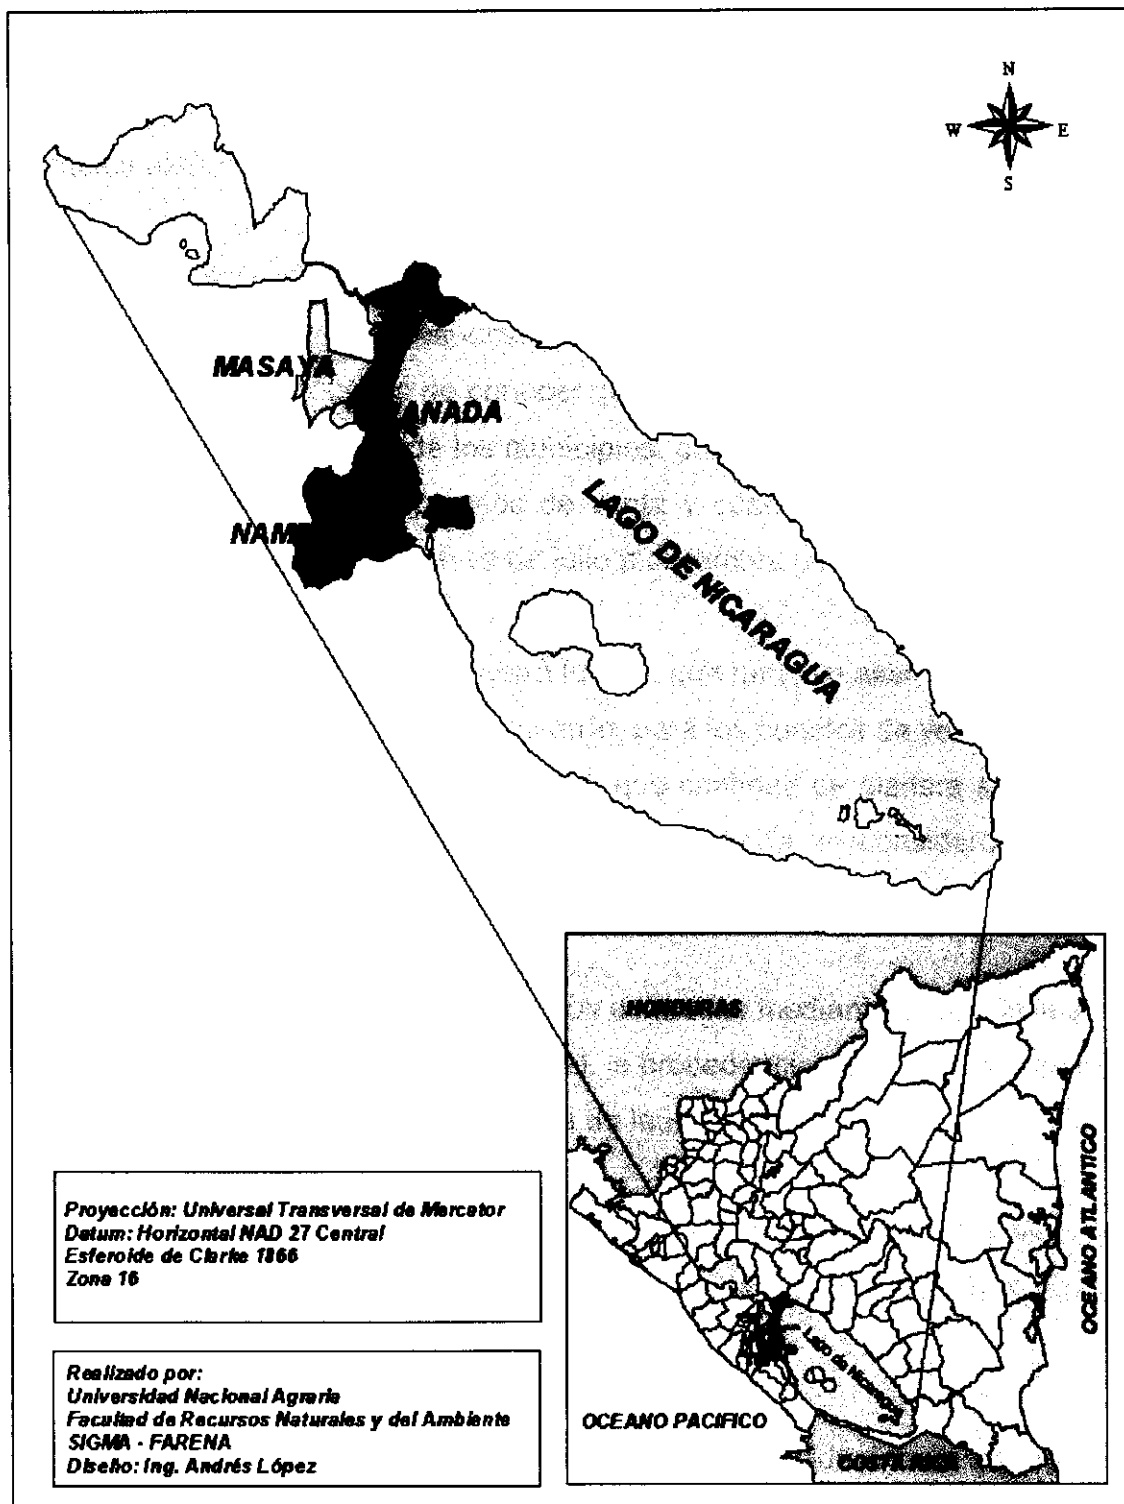 N
W E
S
MASAYA
ANADA
NAM
LAGO DE NICARAGUA
HONDURAS
OCEANO ATLANTICO
Lago de Nicaragua
OCEANO PACIFICO
COSTA RICA
Proyección: Universal Transversal de Mercator
Datum: Horizontal NAD 27 Central
Esferoide de Clarke 1866
Zona 16
Realizado por:
Universidad Nacional Agraria
Facultad de Recursos Naturales y del Ambiente
SIGMA - FARENA
Diseño: Ing. Andrés López